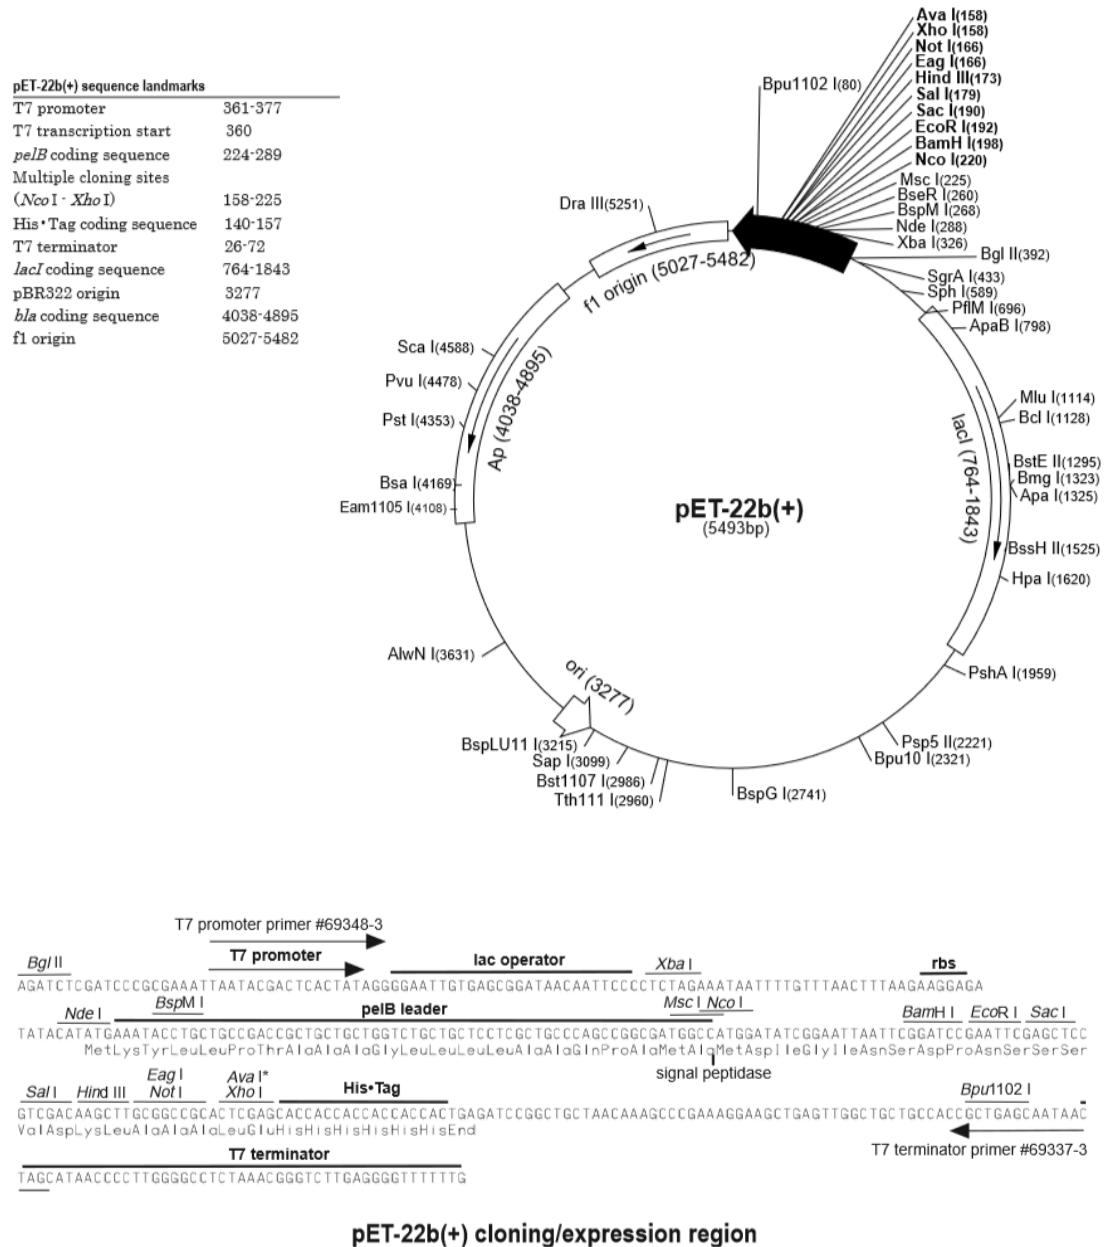 pET-22b(+) sequence landmarks
T7 promoter 361-377
T7 transcription start 360
pelB coding sequence 224-289
Multiple cloning sites
(Nco I - Xho I) 158-225
His•Tag coding sequence 140-157
T7 terminator 26-72
lacI coding sequence 764-1843
pBR322 origin 3277
bla coding sequence 4038-4895
f1 origin 5027-5482
Ava I(158)
Xho I(158)
Not I(166)
Eag I(166)
Hind III(173)
Sal I(179)
Sac I(190)
EcoR I(192)
BamH I(198)
Nco I(220)
Msc I(225)
BseR I(260)
BspM I(268)
Nde I(288)
Xba I(326)
Bgl II(392)
SgrA I(433)
Sph I(589)
PflM I(696)
ApaB I(798)
Mlu I(1114)
Bcl I(1128)
BstE II(1295)
Bmg I(1323)
Apa I(1325)
BssH II(1525)
Hpa I(1620)
PshA I(1959)
Psp5 II(2221)
Bpu10 I(2321)
BspG I(2741)
Tth111 I(2960)
Bst1107 I(2986)
Sap I(3099)
BspLU11 I(3215)
AlwN I(3631)
Eam1105 I(4108)
Bsa I(4169)
Pst I(4353)
Pvu I(4478)
Sca I(4588)
Dra III(5251)
Bpu1102 I(80)
f1 origin (5027-5482)
Ap (4038-4895)
lacI (764-1843)
ori (3277)
pET-22b(+)
(5493bp)
T7 promoter primer #69348-3
Bgl II T7 promoter lac operator Xba I rbs
AGATCTCGATCCCGCGAAATTAATACGACTCACTATAGGGGAATTGTGAGCGGATAACAATTCCCCTCTAGAAATAATTTTGTTTAACTTTAAGAAGGAGA
Nde I BspM I pelB leader Msc I Nco I BamH I EcoR I Sac I
TATACATATGAAATACCTGCTGCCGACCGCTGCTGCTGGTCTGCTGCTCCTCGCTGCCCAGCCGGCGATGGCCATGGATATCGGAATTAATTCGGATCCGAATTCGAGCTCC
MetLysTyrLeuLeuProThrAlaAlaAlaGlyLeuLeuLeuLeuAlaAlaGlnProAlaMetAlaMetAspIleGlyIleAsnSerAspProAsnSerSerSer
signal peptidase
Sal I Hind III Eag I Not I Ava I* Xho I His•Tag Bpu1102 I
GTCGACAAGCTTGCGGCCGCACTCGAGCACCACCACCACCACCACTGAGATCCGGCTGCTAACAAAGCCCGAAAGGAAGCTGAGTTGGCTGCTGCCACCGCTGAGCAATAAC
ValAspLysLeuAlaAlaAlaLeuGluHisHisHisHisHisHisEnd
T7 terminator T7 terminator primer #69337-3
TAGCATAACCCCTTGGGGCCTCTAAACGGGTCTTGAGGGGTTTTTTG
pET-22b(+) cloning/expression region